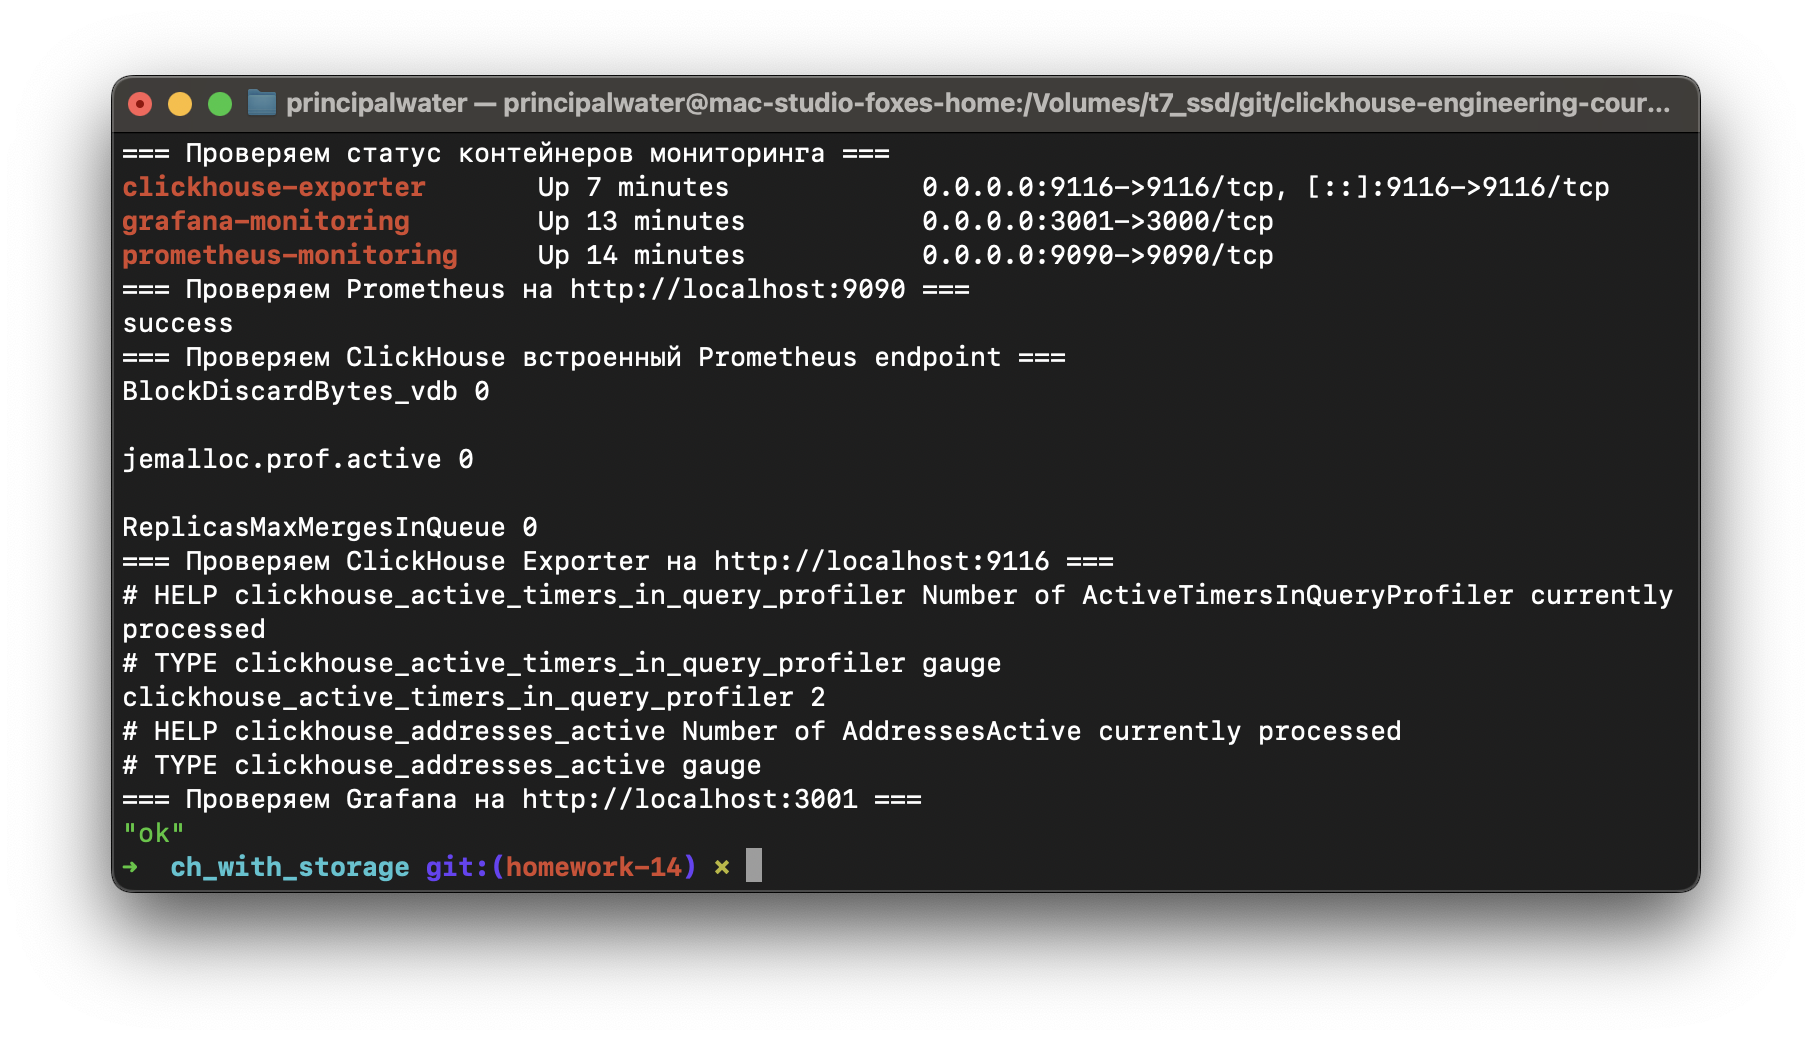 principalwater — principalwater@mac-studio-foxes-home:/Volumes/t7_ssd/git/clickhouse-engineering-cour...
=== Проверяем статус контейнеров мониторинга ===
clickhouse-exporter Up 7 minutes 0.0.0.0:9116->9116/tcp, [::]:9116->9116/tcp
grafana-monitoring Up 13 minutes 0.0.0.0:3001->3000/tcp
prometheus-monitoring Up 14 minutes 0.0.0.0:9090->9090/tcp
=== Проверяем Prometheus на http://localhost:9090 ===
success
=== Проверяем ClickHouse встроенный Prometheus endpoint ===
BlockDiscardBytes_vdb 0
jemalloc.prof.active 0
ReplicasMaxMergesInQueue 0
=== Проверяем ClickHouse Exporter на http://localhost:9116 ===
# HELP clickhouse_active_timers_in_query_profiler Number of ActiveTimersInQueryProfiler currently
processed
# TYPE clickhouse_active_timers_in_query_profiler gauge
clickhouse_active_timers_in_query_profiler 2
# HELP clickhouse_addresses_active Number of AddressesActive currently processed
# TYPE clickhouse_addresses_active gauge
=== Проверяем Grafana на http://localhost:3001 ===
"ok"
➜ ch_with_storage git:(homework-14) ✗